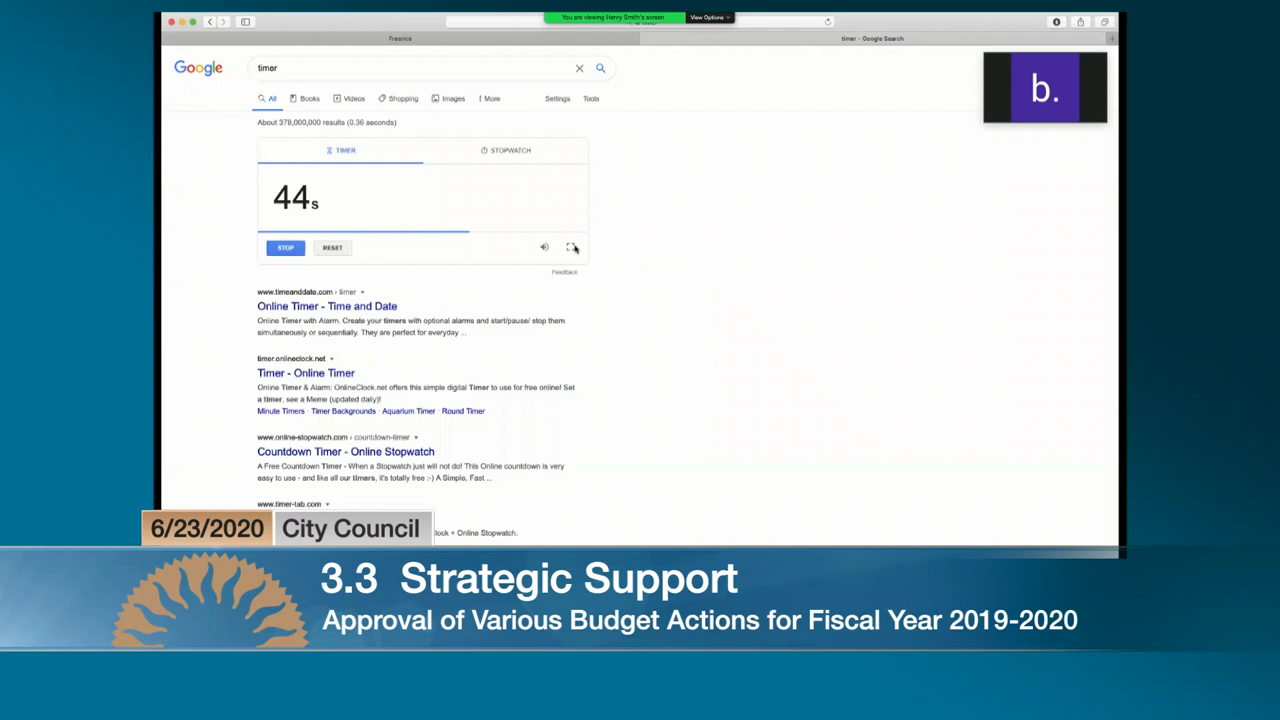 You are viewing Henry Smith's screen
View Options
Freerice
timer - Google Search
Google
timer
All
Books
Videos
Shopping
Images
More
Settings
Tools
About 378,000,000 results (0.36 seconds)
TIMER
STOPWATCH
44s
STOP
RESET
Feedback
b.
www.timeanddate.com › timer
Online Timer - Time and Date
Online Timer with Alarm. Create your timers with optional alarms and start/pause/ stop them
simultaneously or sequentially. They are perfect for everyday ...
timer.onlineclock.net
Timer - Online Timer
Online Timer & Alarm: OnlineClock.net offers this simple digital Timer to use for free online! Set
a timer, see a Meme (updated daily)!
Minute Timers · Timer Backgrounds · Aquarium Timer · Round Timer
www.online-stopwatch.com › countdown-timer
Countdown Timer - Online Stopwatch
A Free Countdown Timer - When a Stopwatch just will not do! This Online countdown is very
easy to use - and like all our timers, it's totally free :-) A Simple, Fast ...
www.timer-tab.com
lock + Online Stopwatch.
6/23/2020
City Council
3.3 Strategic Support
Approval of Various Budget Actions for Fiscal Year 2019-2020